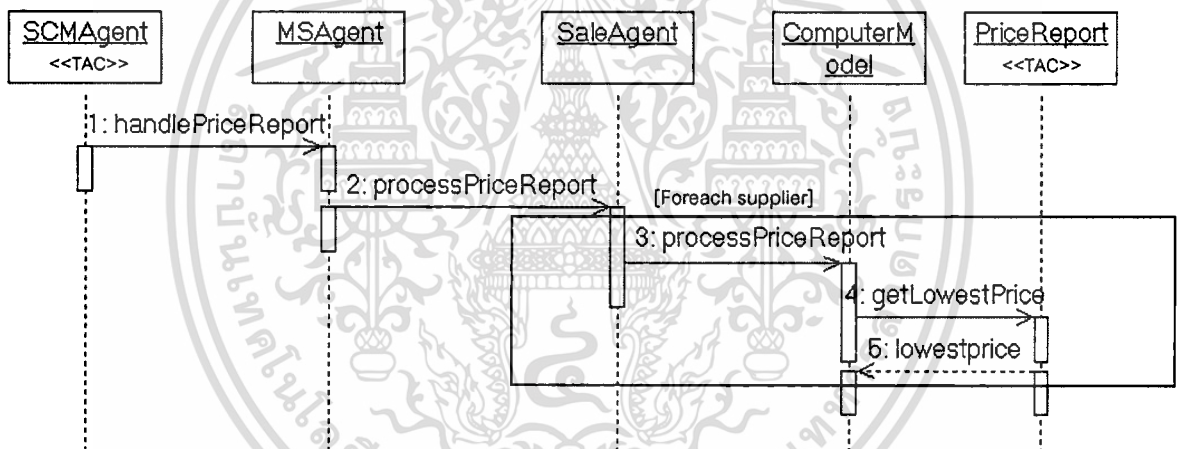 SCMAgent
<<TAC>>
MSAgent
SaleAgent
ComputerM
odel
PriceReport
<<TAC>>
1: handlePriceReport
2: processPriceReport
[Foreach supplier]
3: processPriceReport
4: getLowestPrice
5: lowestprice